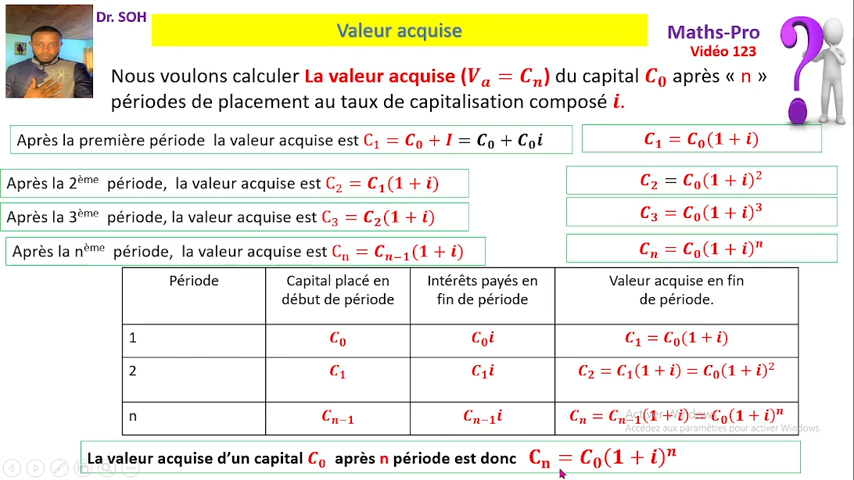 Dr. SOH
Valeur acquise
Maths-Pro
Vidéo 123
Nous voulons calculer La valeur acquise (Vₐ = Cₙ) du capital C₀ après « n »
périodes de placement au taux de capitalisation composé i.
Après la première période la valeur acquise est C₁ = C₀ + I = C₀ + C₀i
C₁ = C₀(1 + i)
Après la 2ème période, la valeur acquise est C₂ = C₁(1 + i)
C₂ = C₀(1 + i)²
Après la 3ème période, la valeur acquise est C₃ = C₂(1 + i)
C₃ = C₀(1 + i)³
Après la nème période, la valeur acquise est Cₙ = Cₙ₋₁(1 + i)
Cₙ = C₀(1 + i)ⁿ
Période
Capital placé en
début de période
Intérêts payés en
fin de période
Valeur acquise en fin
de période.
1 C₀ C₀i C₁ = C₀(1 + i)
2 C₁ C₁i C₂ = C₁(1 + i) = C₀(1 + i)²
n Cₙ₋₁ Cₙ₋₁i Cₙ = Cₙ₋₁(1 + i) = C₀(1 + i)ⁿ
Activer Windows
Accédez aux paramètres pour activer Windows.
La valeur acquise d'un capital C₀ après n période est donc Cₙ = C₀(1 + i)ⁿ